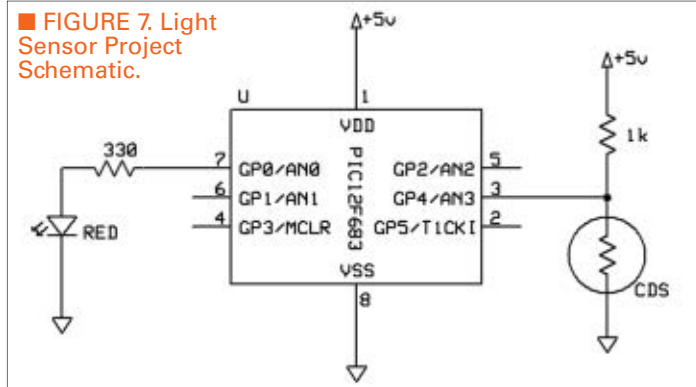 ■ FIGURE 7. Light
Sensor Project
Schematic.
+5v
+5v
U
1
VDD
330
1k
7
GP0/AN0
GP2/AN2
5
6
GP1/AN1
PIC12F683
GP4/AN3
3
4
GP3/MCLR
GP5/T1CKI
2
RED
VSS
8
CDS